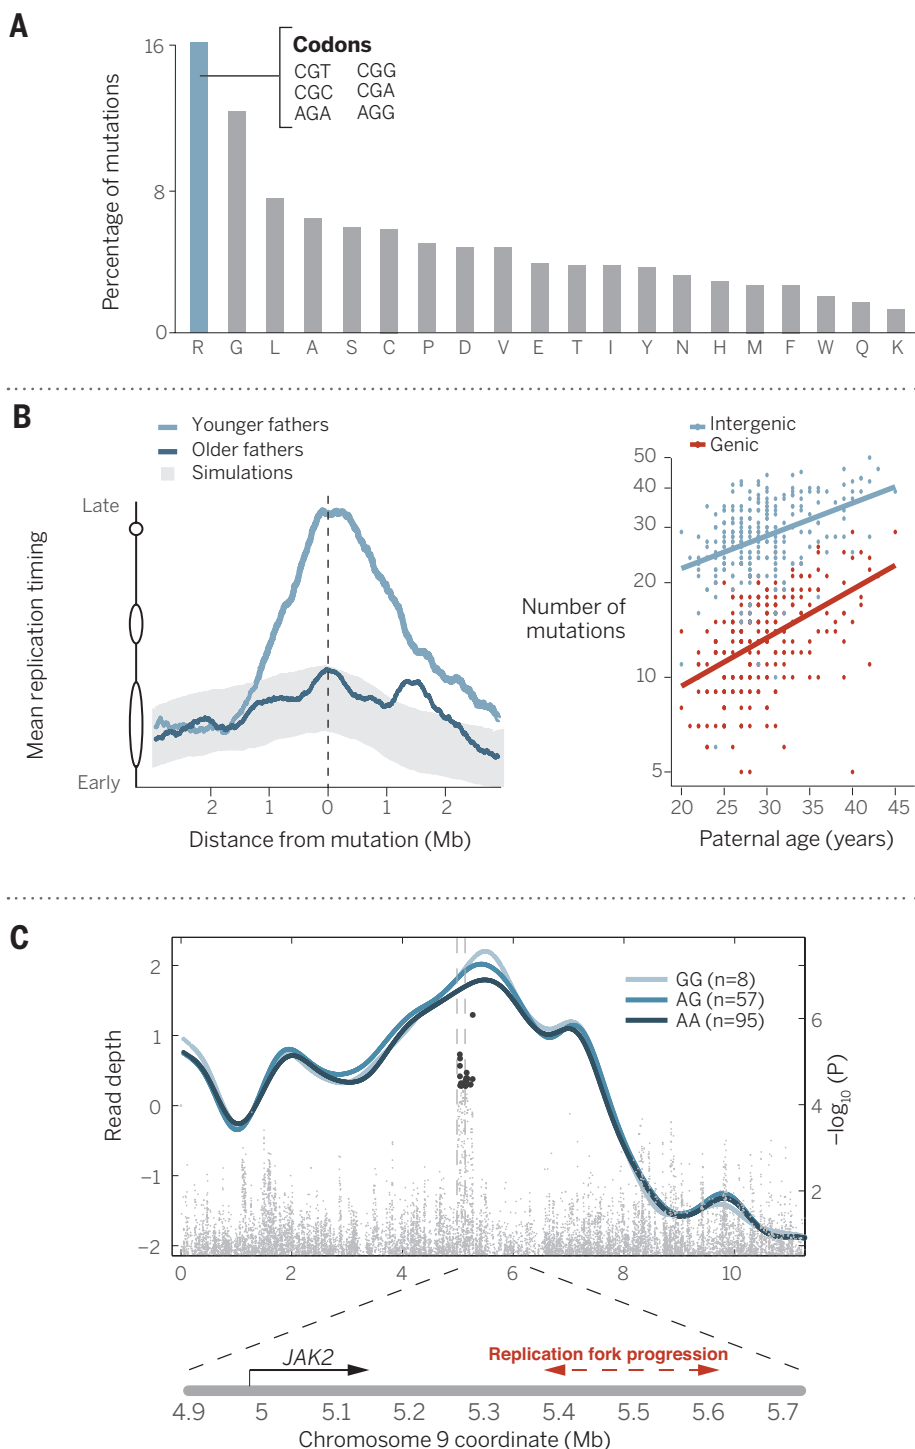 A
Codons
CGT CGG
CGC CGA
AGA AGG
Percentage of mutations
16
8
0
R G L A S C P D V E T I Y N H M F W Q K
B
Younger fathers
Older fathers
Simulations
Late
Early
Mean replication timing
2 1 0 1 2
Distance from mutation (Mb)
Intergenic
Genic
50
40
30
20
10
5
Number of
mutations
20 25 30 35 40 45
Paternal age (years)
C
GG (n=8)
AG (n=57)
AA (n=95)
Read depth
2
1
0
−1
−2
6
4
2
−log10 (P)
0 2 4 6 8 10
JAK2
Replication fork progression
4.9 5 5.1 5.2 5.3 5.4 5.5 5.6 5.7
Chromosome 9 coordinate (Mb)